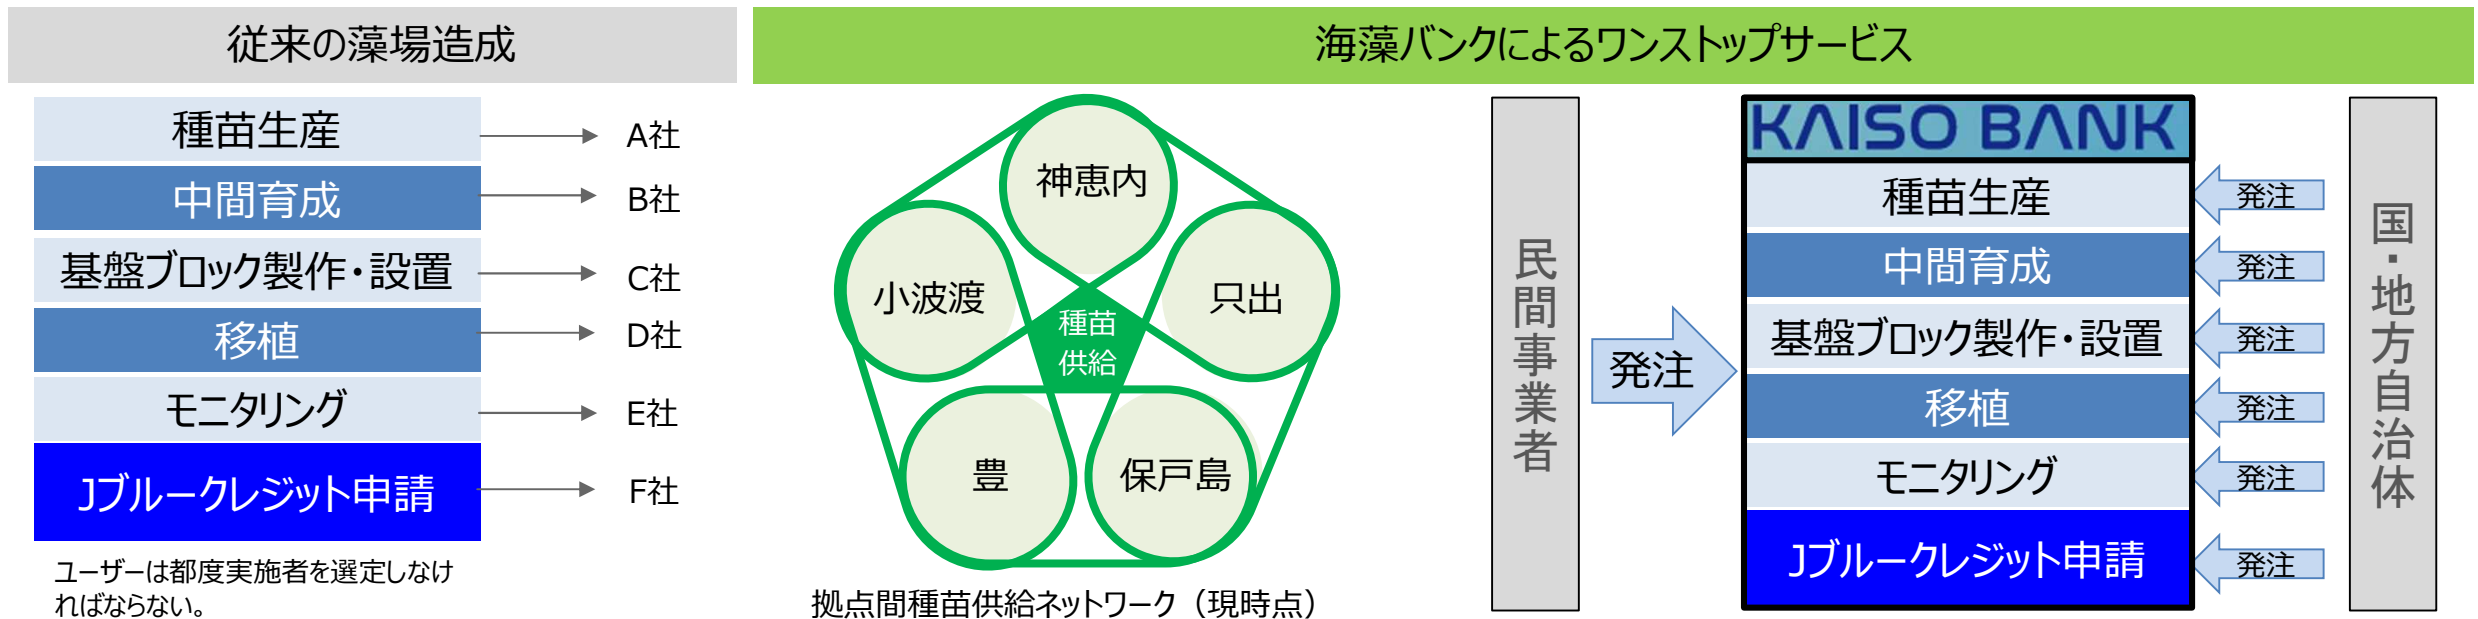 従来の藻場造成
種苗生産
A社
中間育成
B社
基盤ブロック製作・設置
C社
移植
D社
モニタリング
E社
Jブルークレジット申請
F社
ユーザーは都度実施者を選定しなけ
ればならない。
海藻バンクによるワンストップサービス
神恵内
小波渡
只出
種苗
供給
豊
保戸島
拠点間種苗供給ネットワーク（現時点）
民間事業者
発注
KAISO BANK
種苗生産
発注
中間育成
発注
基盤ブロック製作・設置
発注
移植
発注
モニタリング
発注
Jブルークレジット申請
発注
国・地方自治体